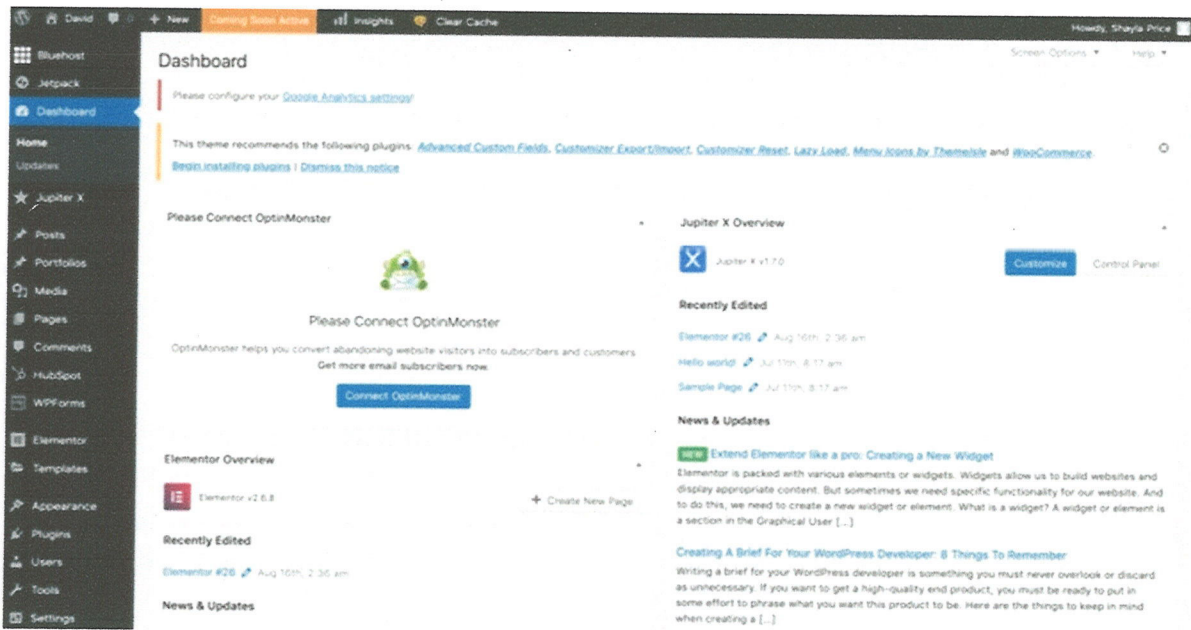 David 0 + New Coming Soon Active Insights Clear Cache Howdy, Shayla Price
Bluehost
Jetpack
Dashboard
Home
Updates
Jupiter X
Posts
Portfolios
Media
Pages
Comments
HubSpot
WPForms
Elementor
Templates
Appearance
Plugins
Users
Tools
Settings
Dashboard
Screen Options Help
Please configure your Google Analytics settings!
This theme recommends the following plugins: Advanced Custom Fields, Customizer Export/Import, Customizer Reset, Lazy Load, Menu Icons by ThemeIsle and WooCommerce.
Begin installing plugins | Dismiss this notice
Please Connect OptinMonster
Please Connect OptinMonster
OptinMonster helps you convert abandoning website visitors into subscribers and customers
Get more email subscribers now.
Connect OptinMonster
Elementor Overview
Elementor v2.6.8 + Create New Page
Recently Edited
Elementor #26 Aug 16th, 2:36 am
News & Updates
Jupiter X Overview
Jupiter X v1.7.0 Customize Control Panel
Recently Edited
Elementor #26 Aug 16th, 2:36 am
Hello world! Jul 11th, 8:17 am
Sample Page Jul 11th, 8:17 am
News & Updates
NEW Extend Elementor like a pro: Creating a New Widget
Elementor is packed with various elements or widgets. Widgets allow us to build websites and
display appropriate content. But sometimes we need specific functionality for our website. And
to do this, we need to create a new widget or element. What is a widget? A widget or element is
a section in the Graphical User [...]
Creating A Brief For Your WordPress Developer: 8 Things To Remember
Writing a brief for your WordPress developer is something you must never overlook or discard
as unnecessary. If you want to get a high-quality end product, you must be ready to put in
some effort to phrase what you want this product to be. Here are the things to keep in mind
when creating a [...]